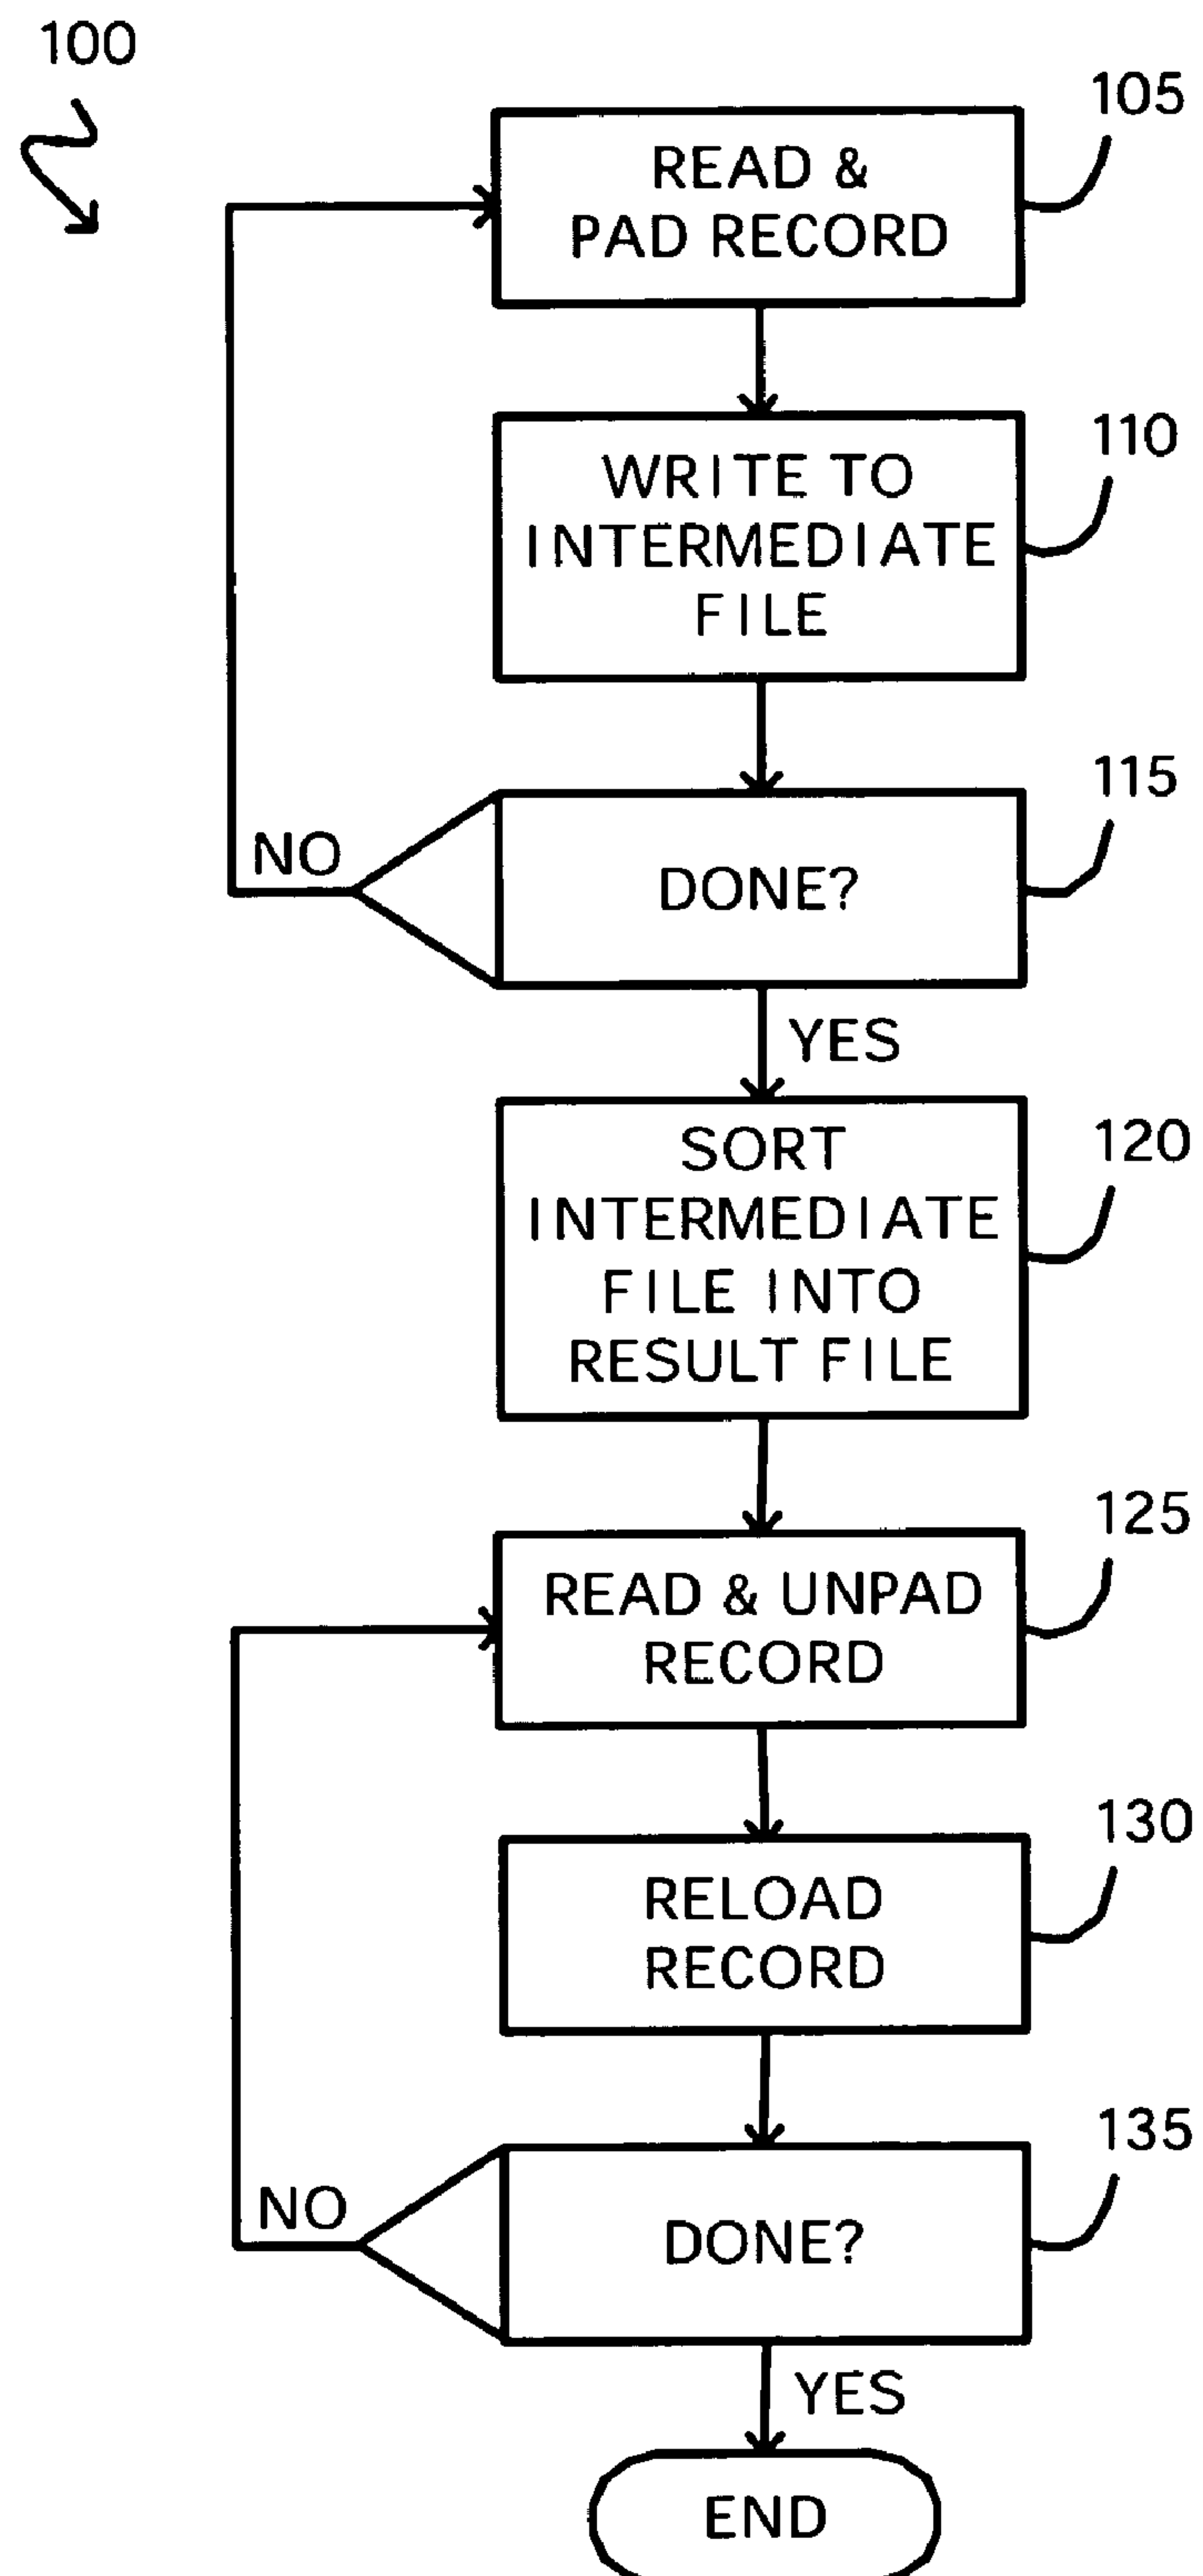 100
105
READ &
PAD RECORD
110
WRITE TO
INTERMEDIATE
FILE
115
NO
DONE?
YES
120
SORT
INTERMEDIATE
FILE INTO
RESULT FILE
125
READ & UNPAD
RECORD
130
RELOAD
RECORD
135
NO
DONE?
YES
END